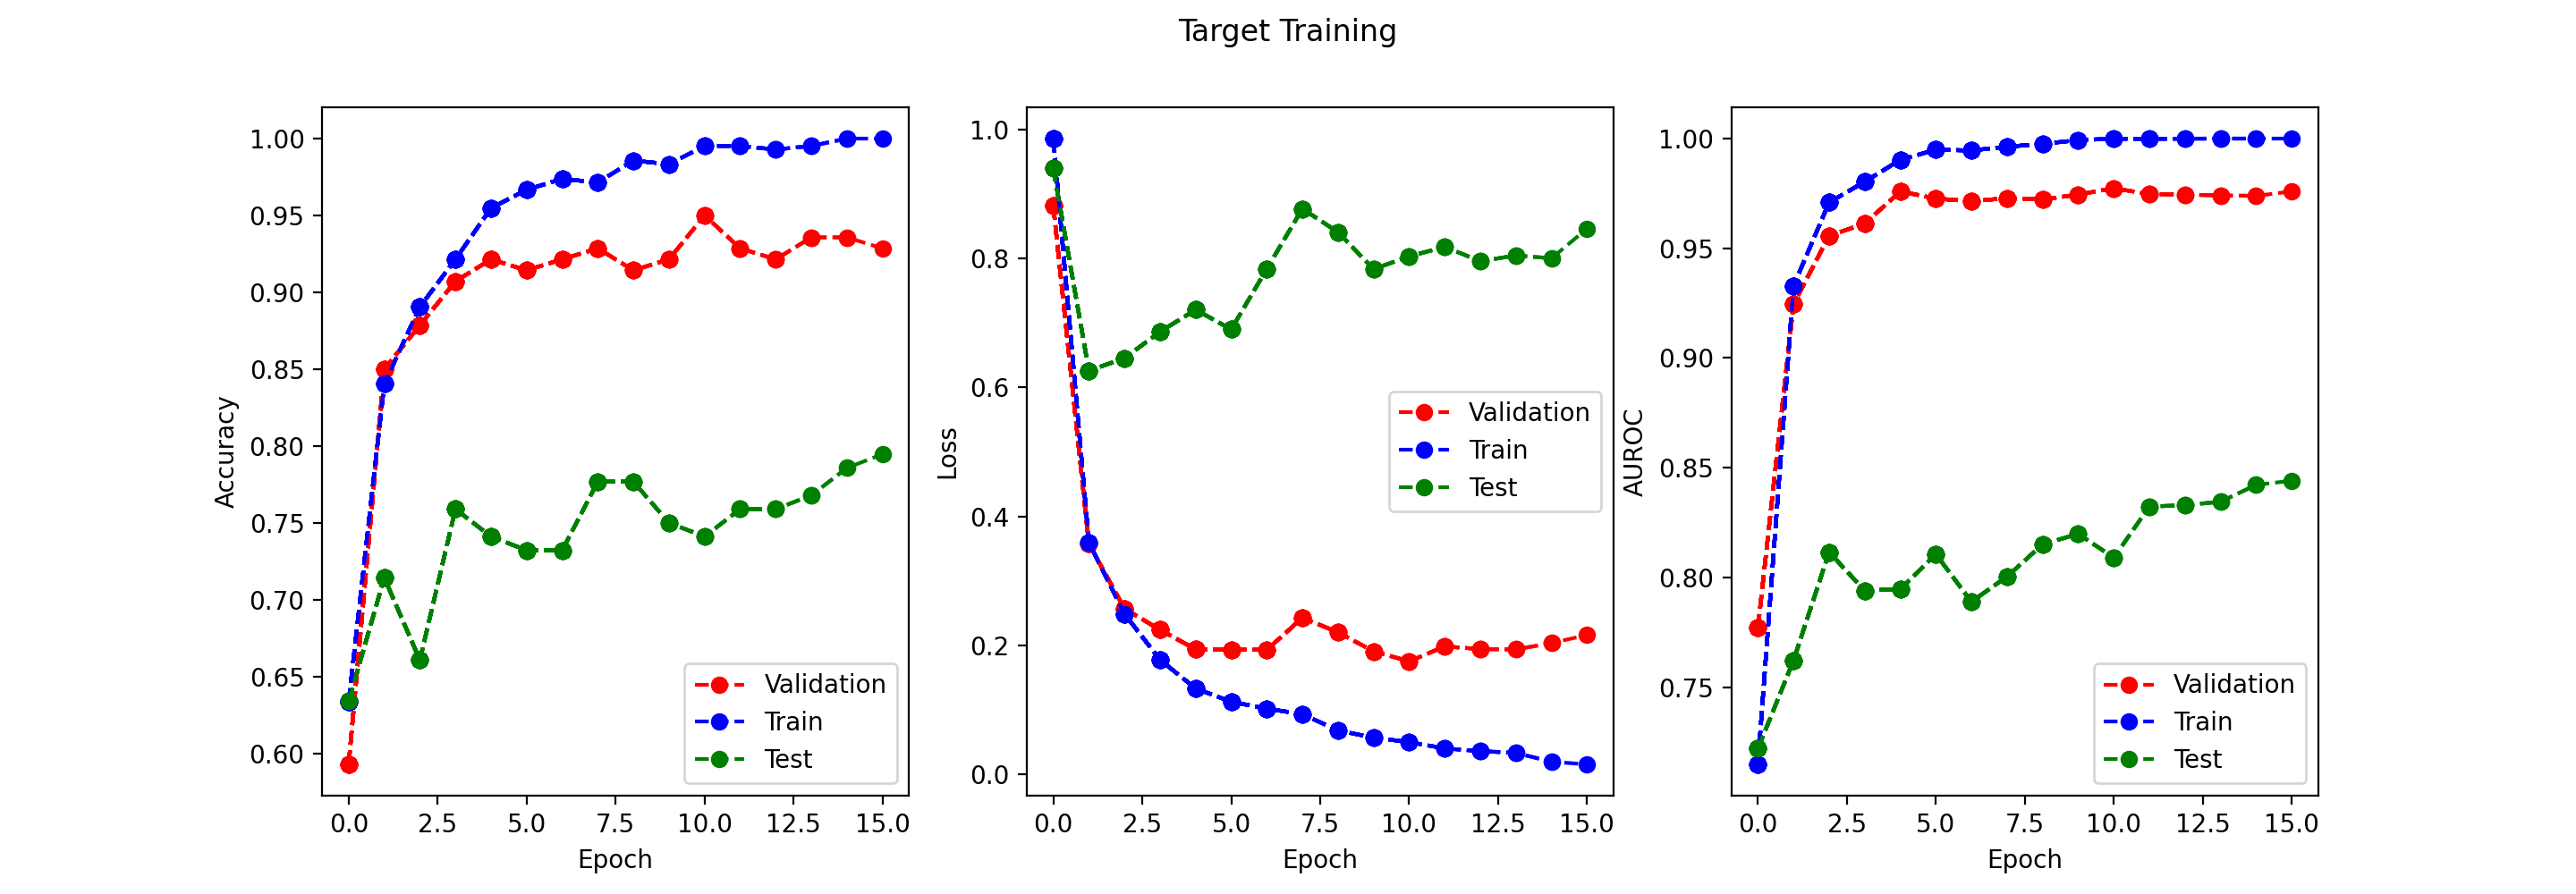 Target Training
Accuracy
1.00
0.95
0.90
0.85
0.80
0.75
0.70
0.65
0.60
Validation
Train
Test
0.0 2.5 5.0 7.5 10.0 12.5 15.0
Epoch
Loss
1.0
0.8
0.6
0.4
0.2
0.0
Validation
Train
Test
0.0 2.5 5.0 7.5 10.0 12.5 15.0
Epoch
AUROC
1.00
0.95
0.90
0.85
0.80
0.75
Validation
Train
Test
0.0 2.5 5.0 7.5 10.0 12.5 15.0
Epoch